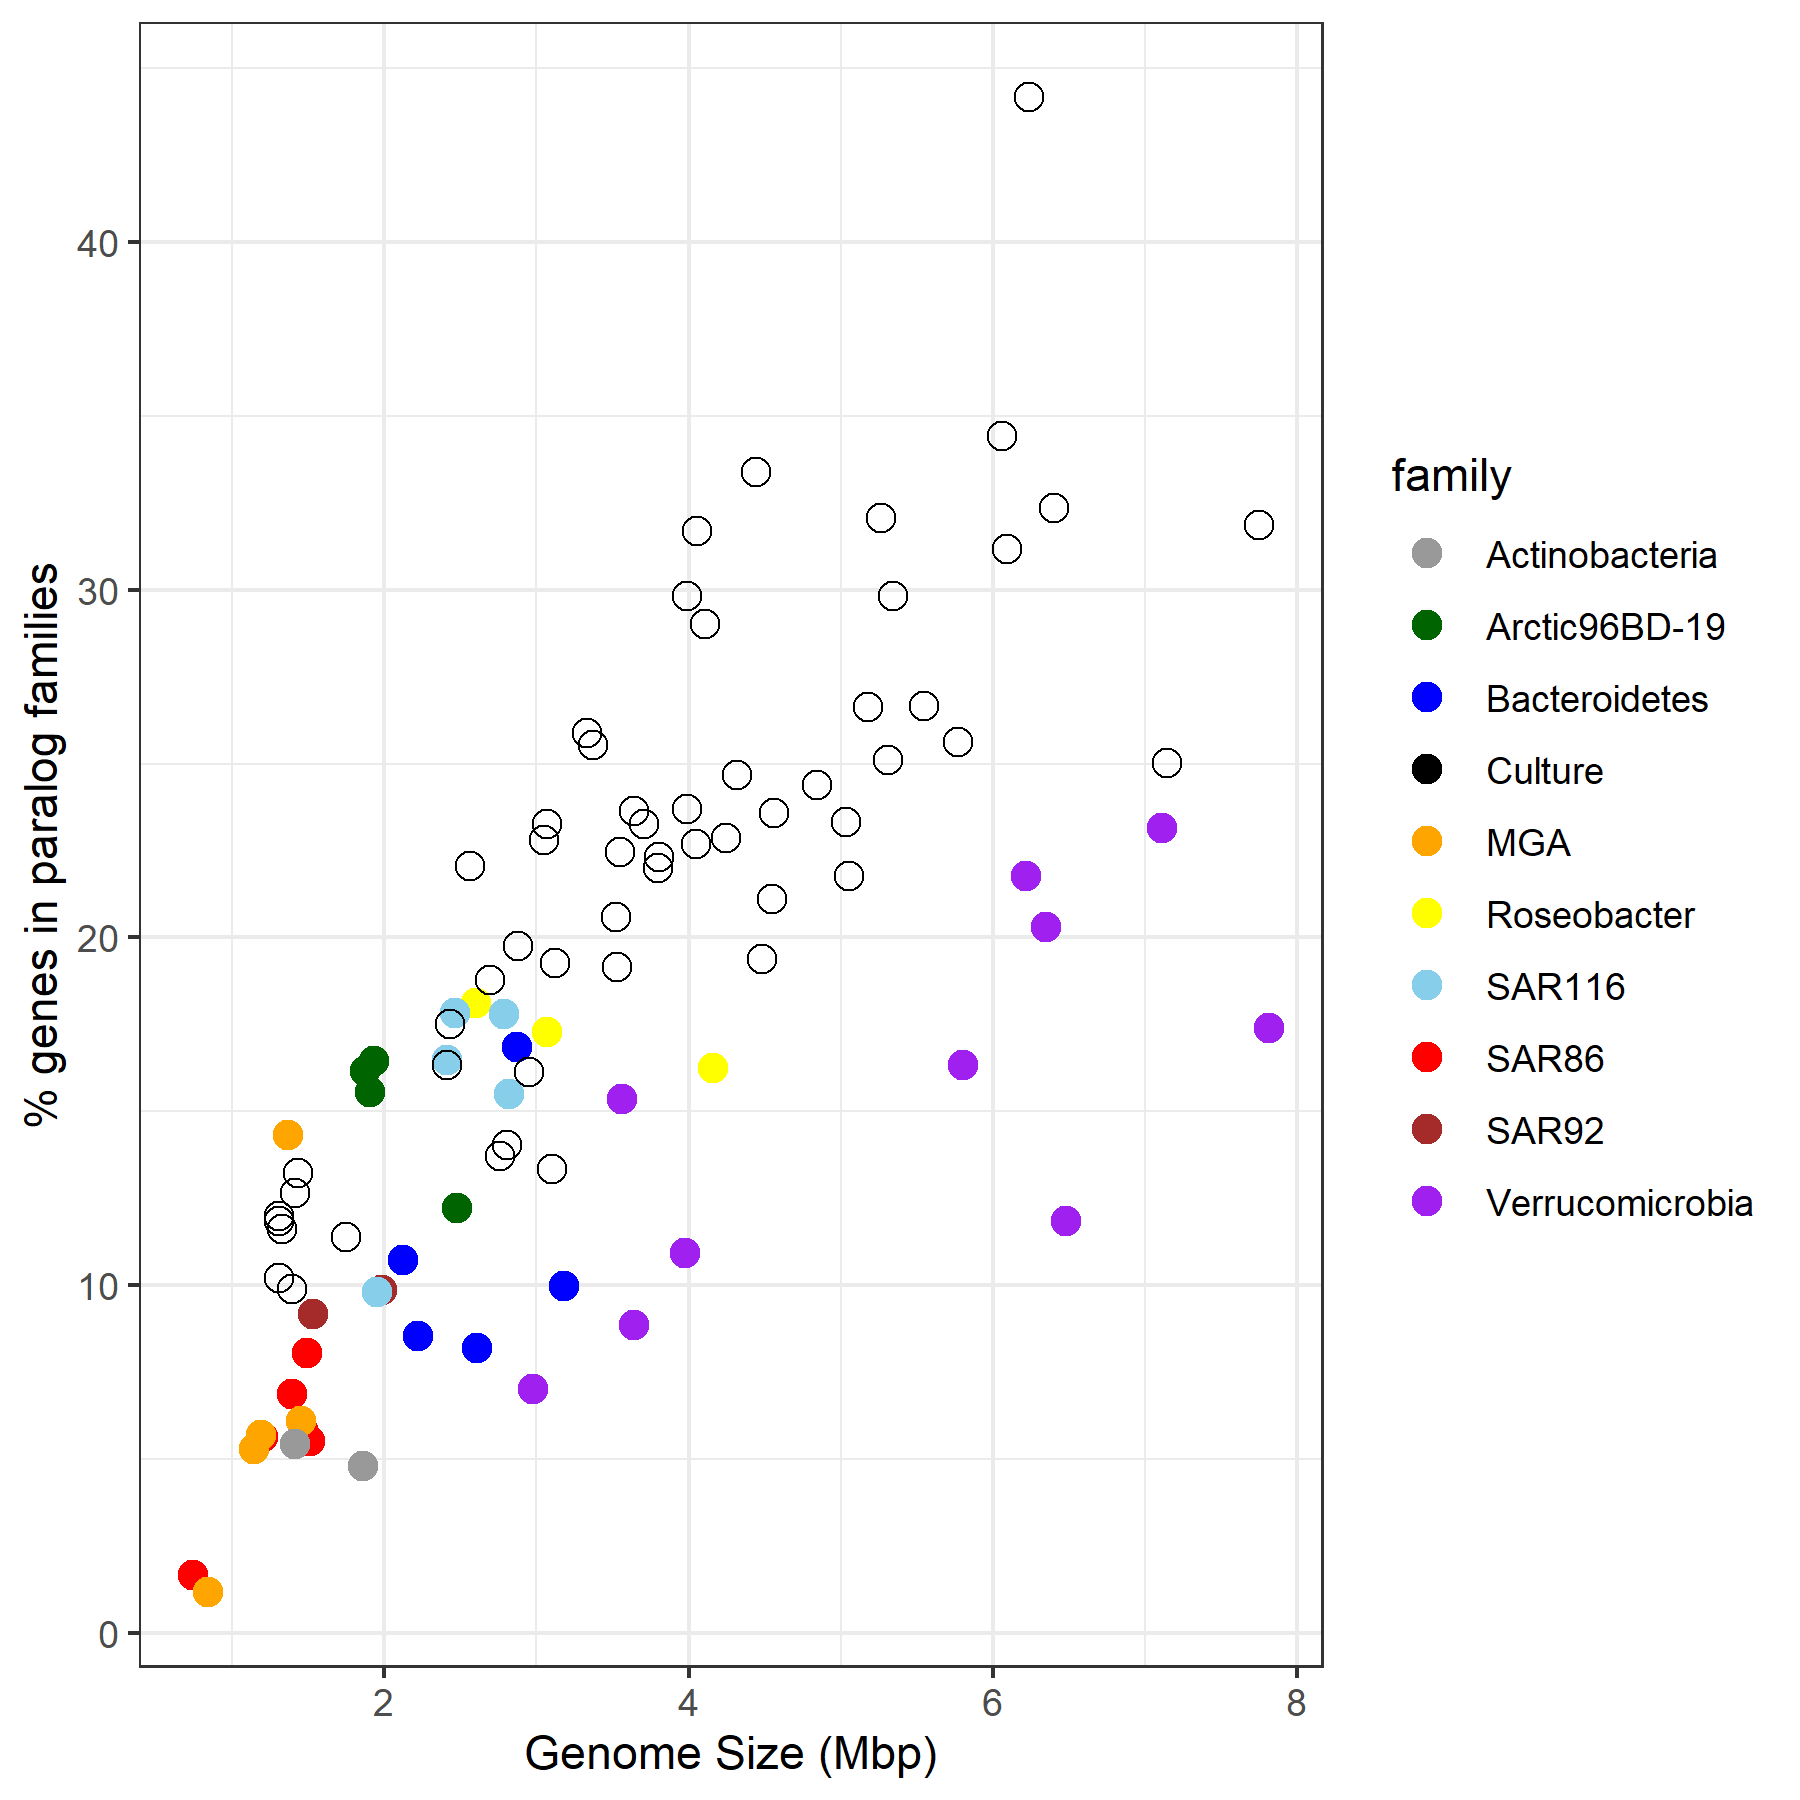 % genes in paralog families
40
30
20
10
0
2 4 6 8
Genome Size (Mbp)
family
Actinobacteria
Arctic96BD-19
Bacteroidetes
Culture
MGA
Roseobacter
SAR116
SAR86
SAR92
Verrucomicrobia